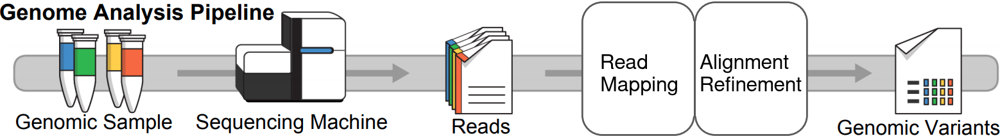 Genome Analysis Pipeline
Genomic Sample
Sequencing Machine
Reads
Read
Mapping
Alignment
Refinement
Genomic Variants